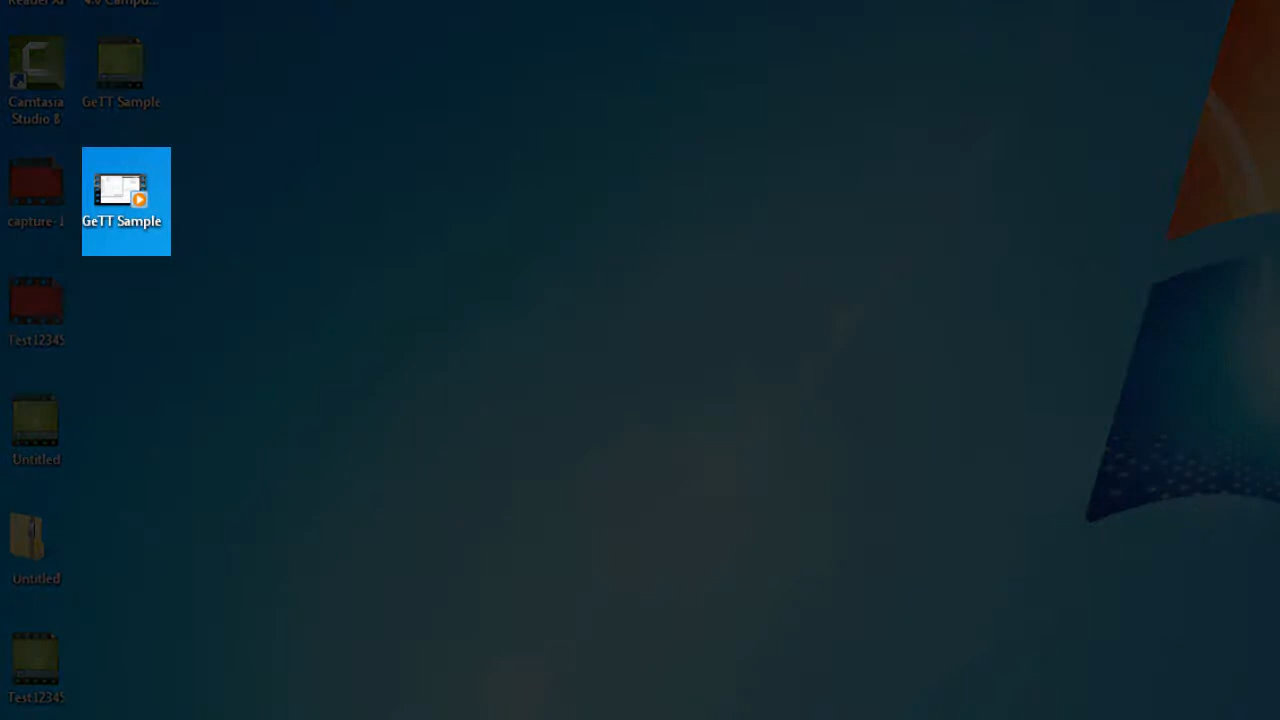 Camtasia
Studio 8
GeTT Sample
capture-1
GeTT Sample
Test12345
Untitled
Untitled
Test12345